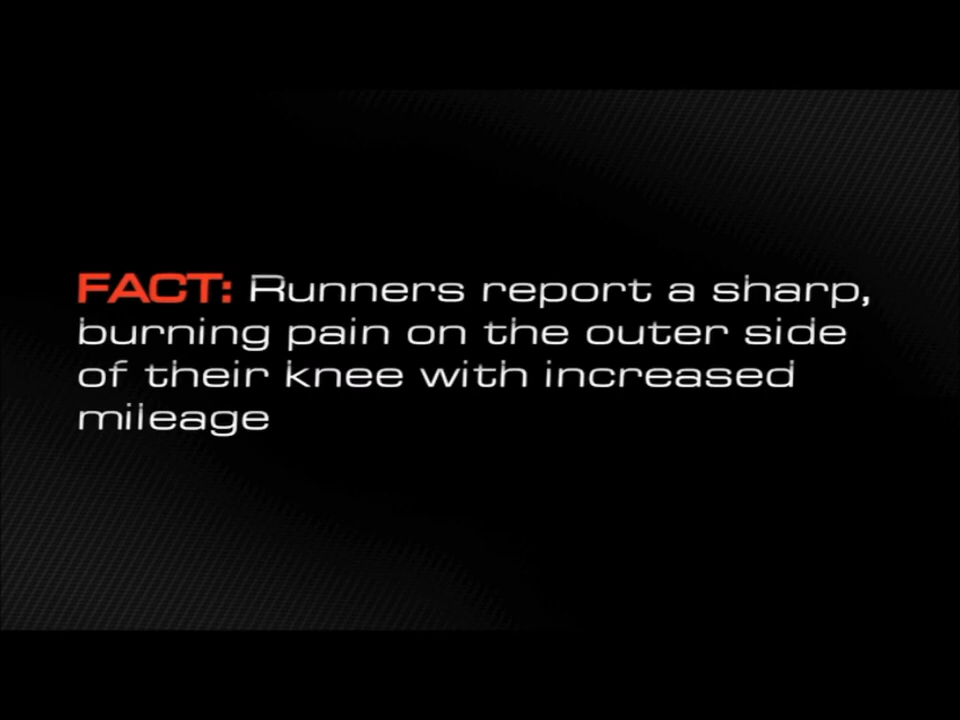 FACT: Runners report a sharp,
burning pain on the outer side
of their knee with increased
mileage